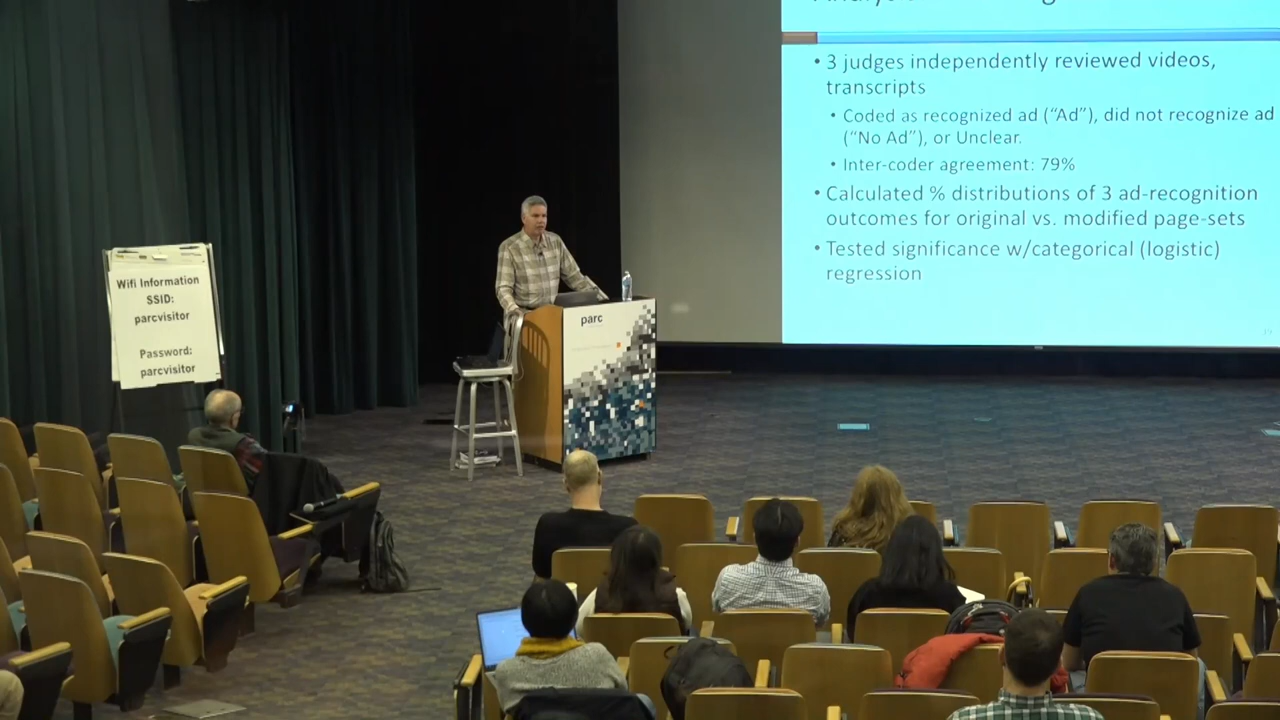 • 3 judges independently reviewed videos,
transcripts
• Coded as recognized ad (“Ad”), did not recognize ad
(“No Ad”), or Unclear.
• Inter-coder agreement: 79%
• Calculated % distributions of 3 ad-recognition
outcomes for original vs. modified page-sets
• Tested significance w/categorical (logistic)
regression
19
Wifi Information
SSID:
parcvisitor
Password:
parcvisitor
parc